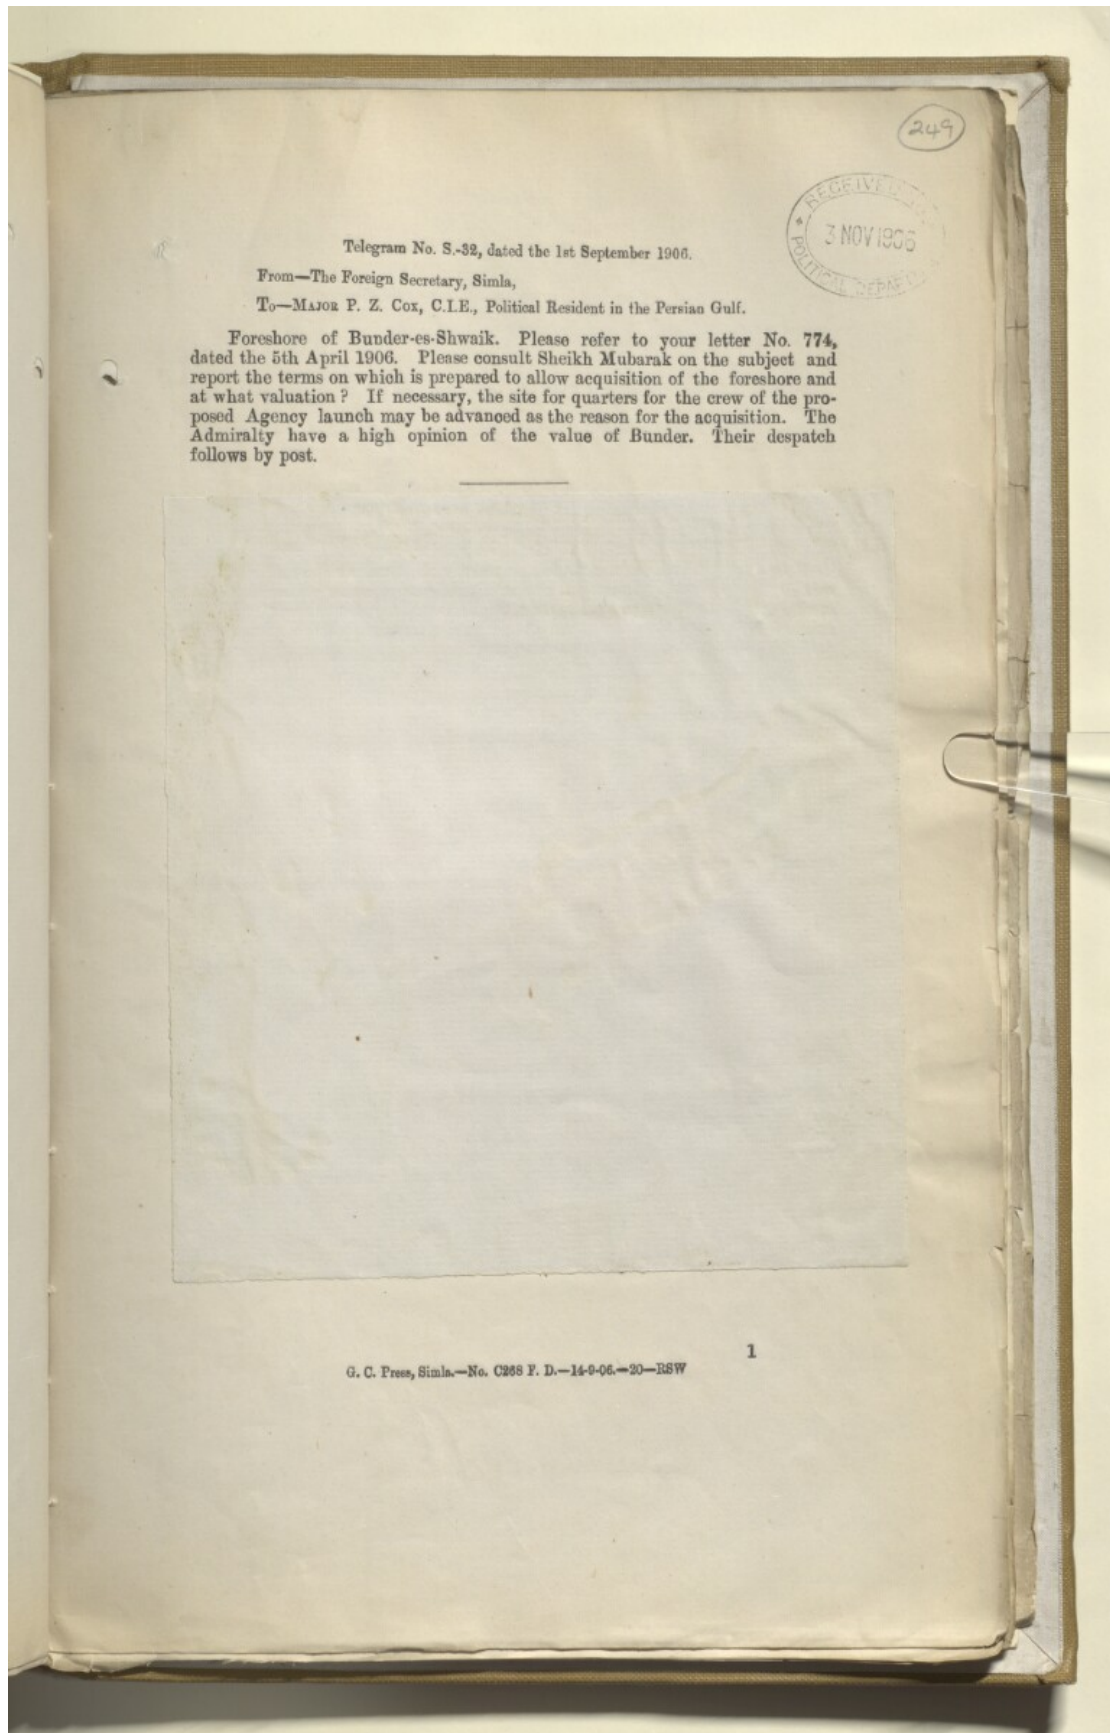 249
RECEIVED
3 NOV 1906
POLITICAL DEPART
Telegram No. S.-32, dated the 1st September 1906.
From—The Foreign Secretary, Simla,
To—MAJOR P. Z. COX, C.I.E., Political Resident in the Persian Gulf.
Foreshore of Bunder-es-Shwaik. Please refer to your letter No. 774,
dated the 5th April 1906. Please consult Sheikh Mubarak on the subject and
report the terms on which is prepared to allow acquisition of the foreshore and
at what valuation? If necessary, the site for quarters for the crew of the pro-
posed Agency launch may be advanced as the reason for the acquisition. The
Admiralty have a high opinion of the value of Bunder. Their despatch
follows by post.
1
G. C. Press, Simla.—No. C268 F. D.—14-9-06.—20—RSW